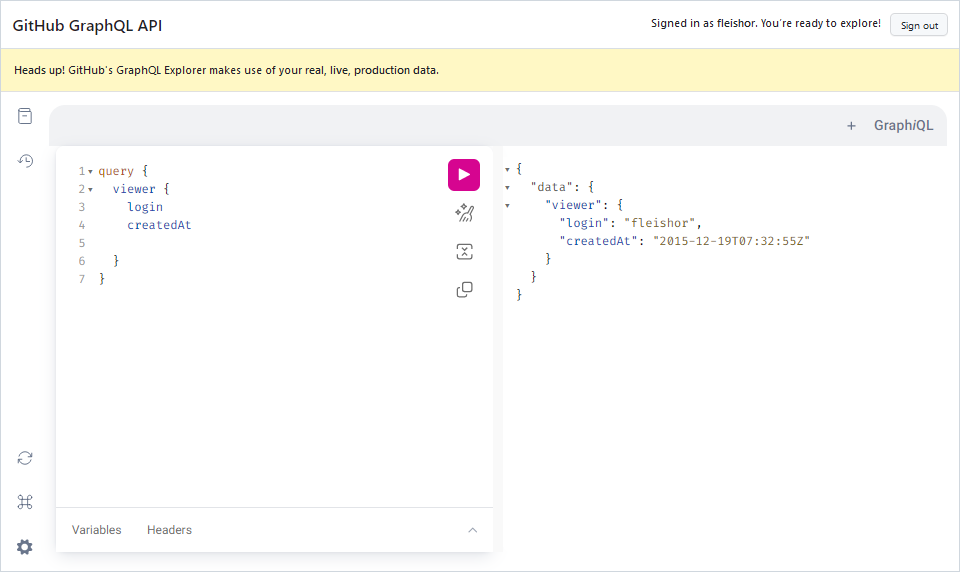 GitHub GraphQL API
Signed in as fleishor. You're ready to explore!
Sign out
Heads up! GitHub's GraphQL Explorer makes use of your real, live, production data.
+ GraphiQL
1 query {
2 viewer {
3 login
4 createdAt
5
6 }
7 }
{
"data": {
"viewer": {
"login": "fleishor",
"createdAt": "2015-12-19T07:32:55Z"
}
}
}
Variables Headers